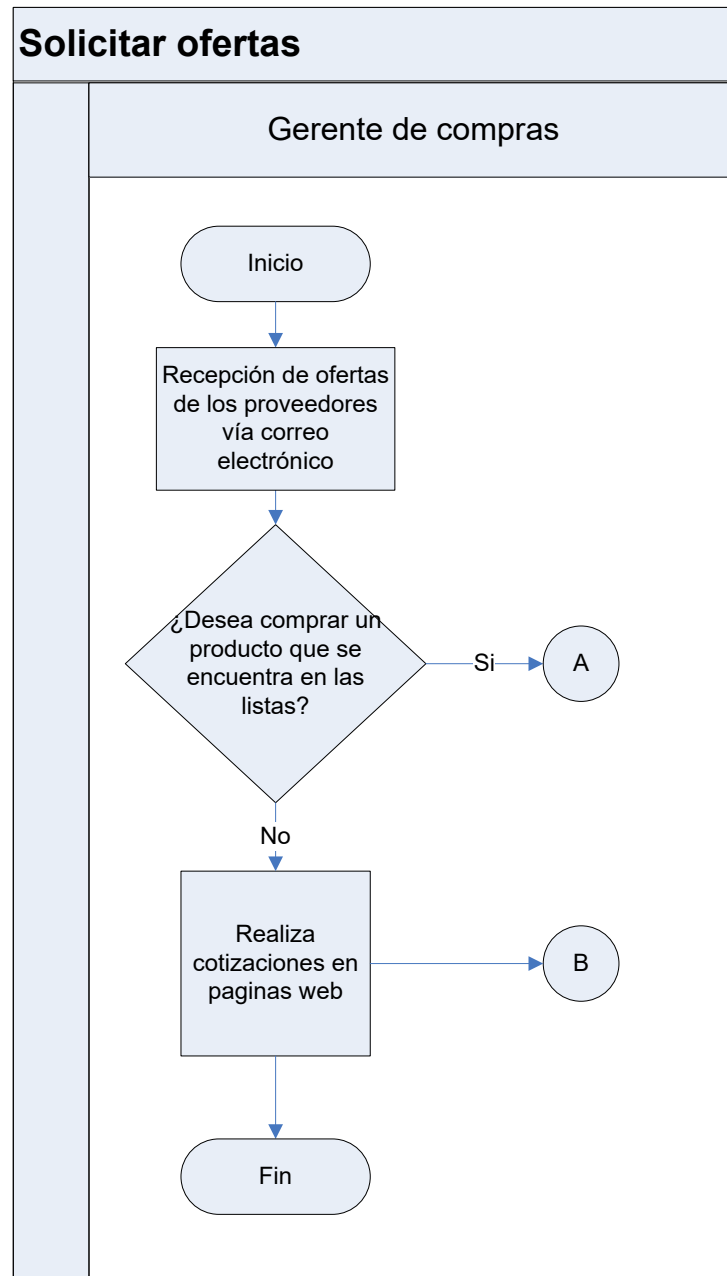 Solicitar ofertas
Gerente de compras
Inicio
Recepción de ofertas
de los proveedores
vía correo
electrónico
¿Desea comprar un
producto que se
encuentra en las
listas?
Si
A
No
Realiza
cotizaciones en
paginas web
B
Fin